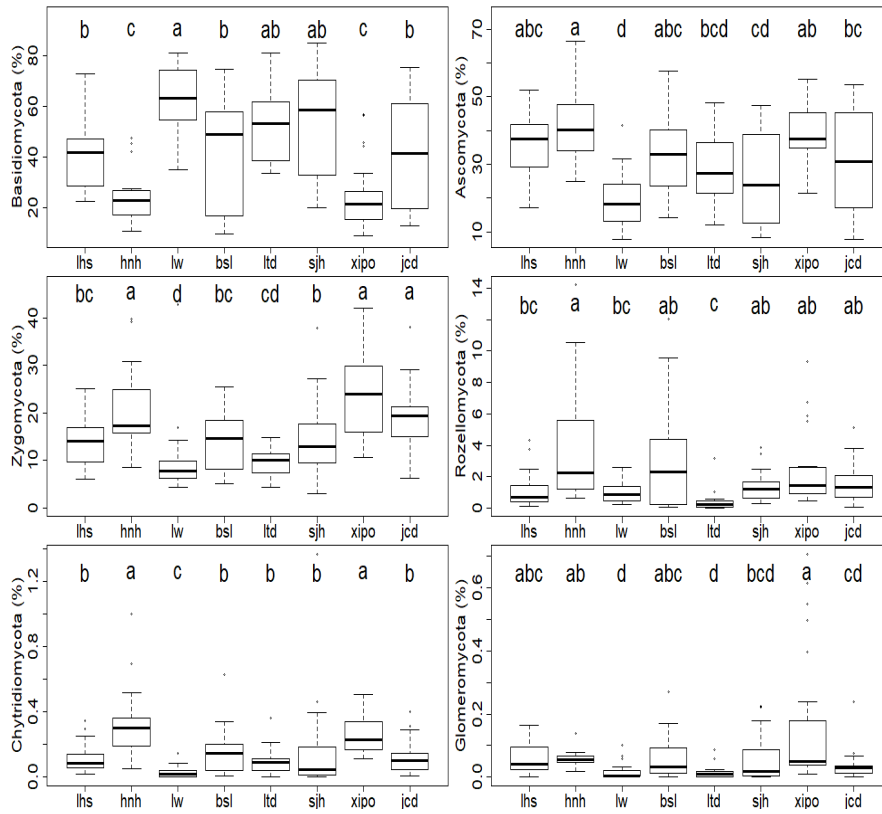 Basidiomycota (%)
80
60
40
20
b c a b ab ab c b
lhs hnh lw bsl ltd sjh xipo jcd
Ascomycota (%)
70
50
30
10
abc a d abc bcd cd ab bc
lhs hnh lw bsl ltd sjh xipo jcd
Zygomycota (%)
40
30
20
10
0
bc a d bc cd b a a
lhs hnh lw bsl ltd sjh xipo jcd
Rozellomycota (%)
14
12
10
8
6
4
2
0
bc a bc ab c ab ab ab
lhs hnh lw bsl ltd sjh xipo jcd
Chytridiomycota (%)
1.2
0.8
0.4
0.0
b a c b b b a b
lhs hnh lw bsl ltd sjh xipo jcd
Glomeromycota (%)
0.6
0.4
0.2
0.0
abc ab d abc d bcd a cd
lhs hnh lw bsl ltd sjh xipo jcd